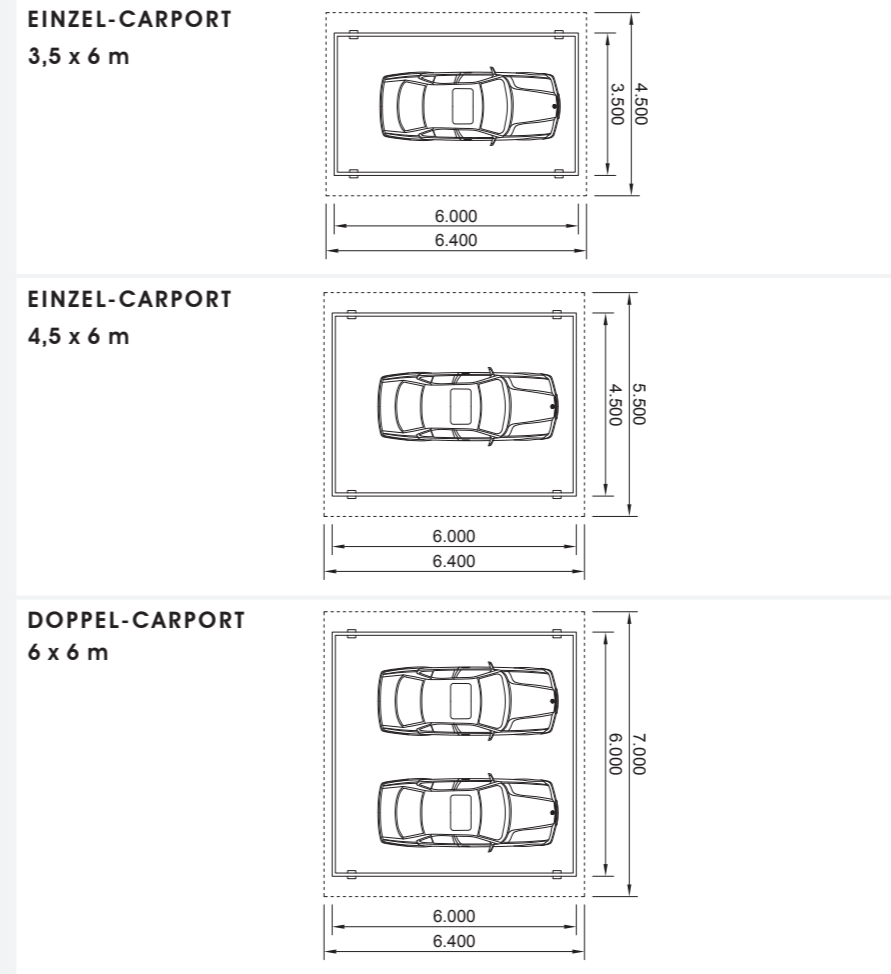 EINZEL-CARPORT
3,5 x 6 m
3.500
4.500
6.000
6.400
EINZEL-CARPORT
4,5 x 6 m
4.500
5.500
6.000
6.400
DOPPEL-CARPORT
6 x 6 m
6.000
7.000
6.000
6.400